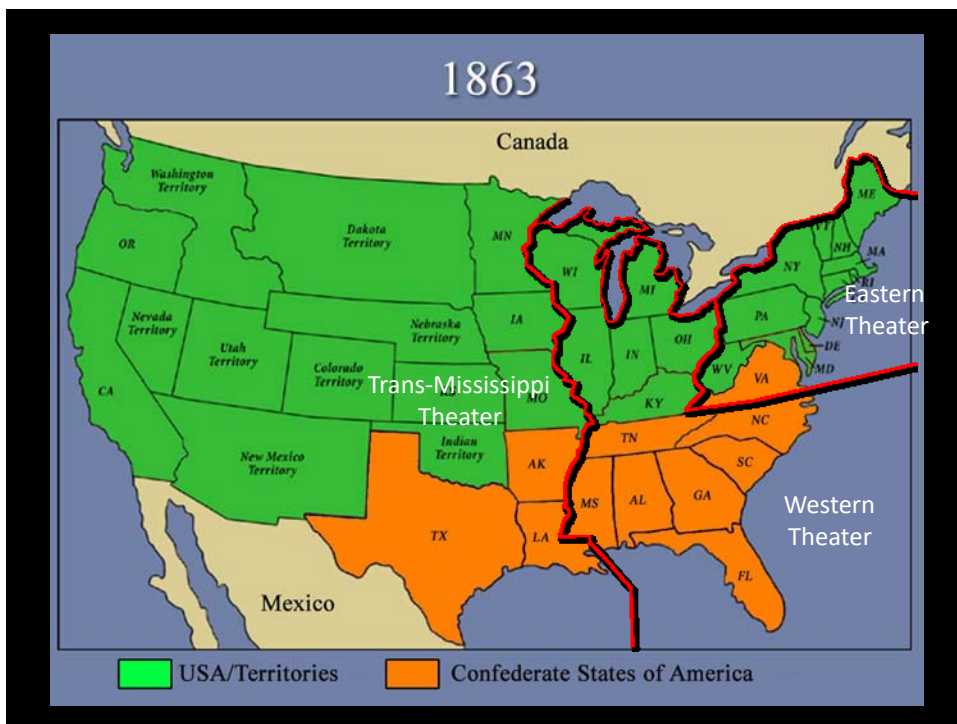 1863
Canada
Washington
Territory
OR
Dakota
Territory
MN
WI
MI
ME
VT
NH
MA
NY
RI
Eastern
Theater
Nevada
Territory
Utah
Territory
Nebraska
Territory
IA
IL
IN
OH
PA
NJ
DE
MD
WV
VA
CA
Colorado
Territory
Trans-Mississippi
Theater
MO
KY
New Mexico
Territory
Indian
Territory
AK
TN
NC
SC
MS
AL
GA
TX
LA
FL
Western
Theater
Mexico
USA/Territories
Confederate States of America